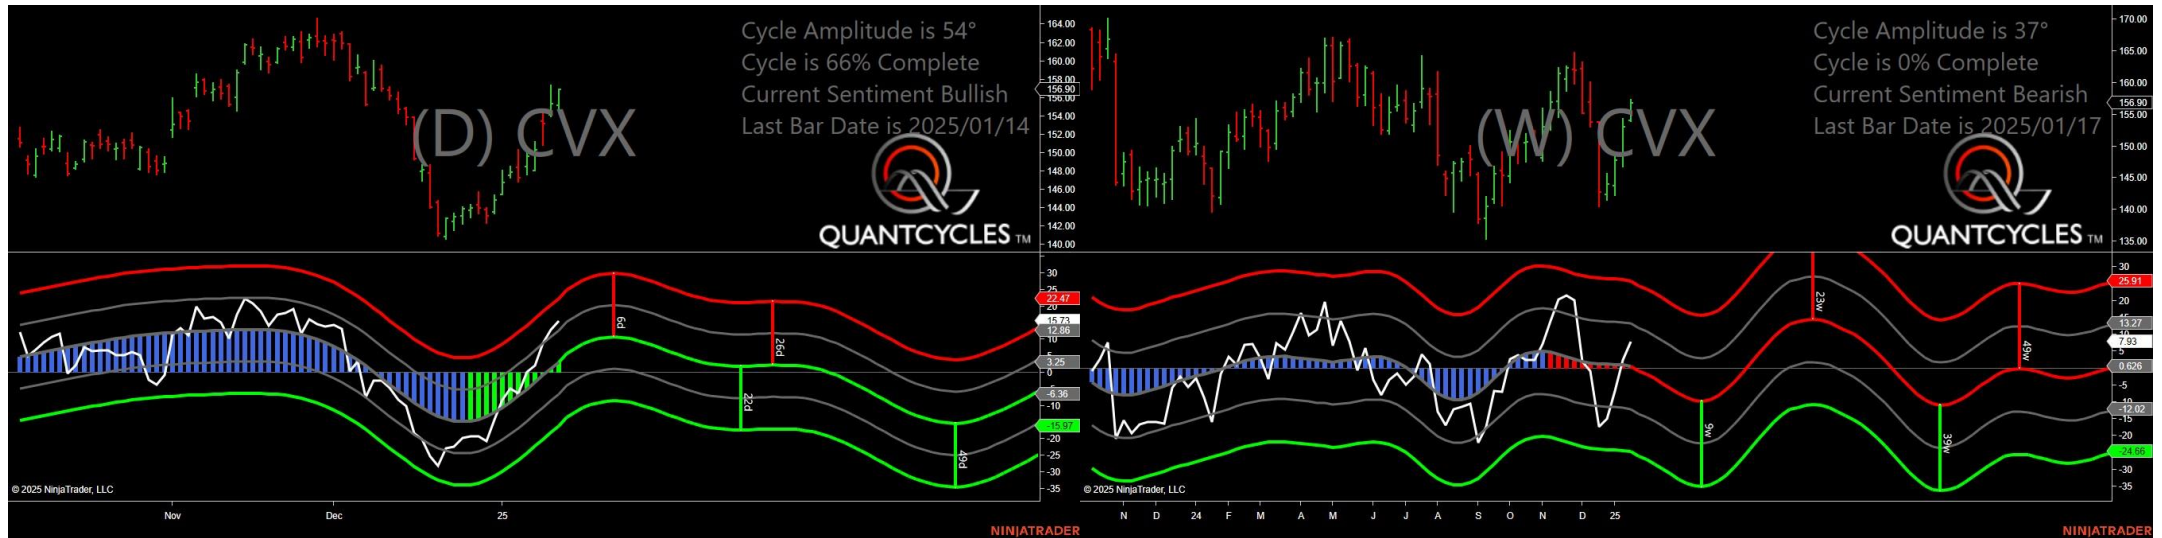 Cycle Amplitude is 54°
Cycle is 66% Complete
Current Sentiment Bullish
Last Bar Date is 2025/01/14
(D) CVX
QUANTCYCLES TM
164.00
162.00
160.00
158.00
156.90
156.00
154.00
152.00
150.00
148.00
146.00
144.00
142.00
140.00
30
25
22.47
20
15.73
12.86
10
5
3.25
0
-6.36
-10
-15.97
-20
-25
-30
-35
6d
26d
22d
49d
© 2025 NinjaTrader, LLC
Nov
Dec
25
NINJATRADER
Cycle Amplitude is 37°
Cycle is 0% Complete
Current Sentiment Bearish
Last Bar Date is 2025/01/17
(W) CVX
QUANTCYCLES TM
170.00
165.00
160.00
156.90
155.00
150.00
145.00
140.00
135.00
30
25.91
20
13.27
7.93
5
0.626
-5
-12.02
-15
-20
-24.66
-30
-35
23w
49w
9w
39w
© 2025 NinjaTrader, LLC
N D 24 F M A M J J A S O N D 25
NINJATRADER